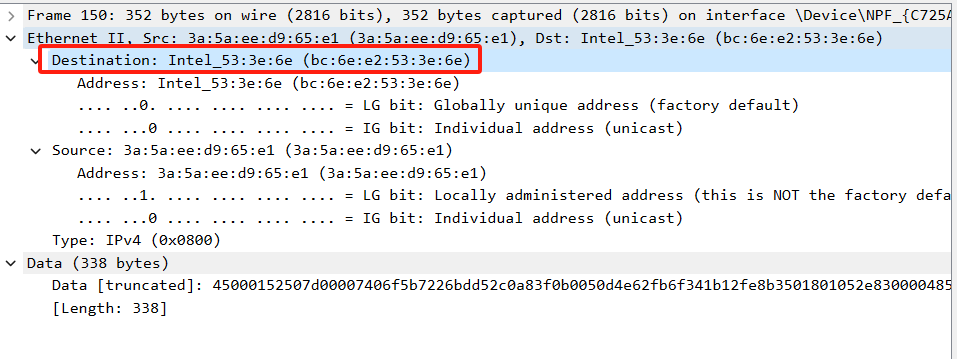 Frame 150: 352 bytes on wire (2816 bits), 352 bytes captured (2816 bits) on interface \Device\NPF_{C725A
Ethernet II, Src: 3a:5a:ee:d9:65:e1 (3a:5a:ee:d9:65:e1), Dst: Intel_53:3e:6e (bc:6e:e2:53:3e:6e)
Destination: Intel_53:3e:6e (bc:6e:e2:53:3e:6e)
Address: Intel_53:3e:6e (bc:6e:e2:53:3e:6e)
.... ..0. .... .... .... .... = LG bit: Globally unique address (factory default)
.... ...0 .... .... .... .... = IG bit: Individual address (unicast)
Source: 3a:5a:ee:d9:65:e1 (3a:5a:ee:d9:65:e1)
Address: 3a:5a:ee:d9:65:e1 (3a:5a:ee:d9:65:e1)
.... ..1. .... .... .... .... = LG bit: Locally administered address (this is NOT the factory defa
.... ...0 .... .... .... .... = IG bit: Individual address (unicast)
Type: IPv4 (0x0800)
Data (338 bytes)
Data [truncated]: 45000152507d00007406f5b7226bdd52c0a83f0b0050d4e62fb6f341b12fe8b3501801052e830000485
[Length: 338]